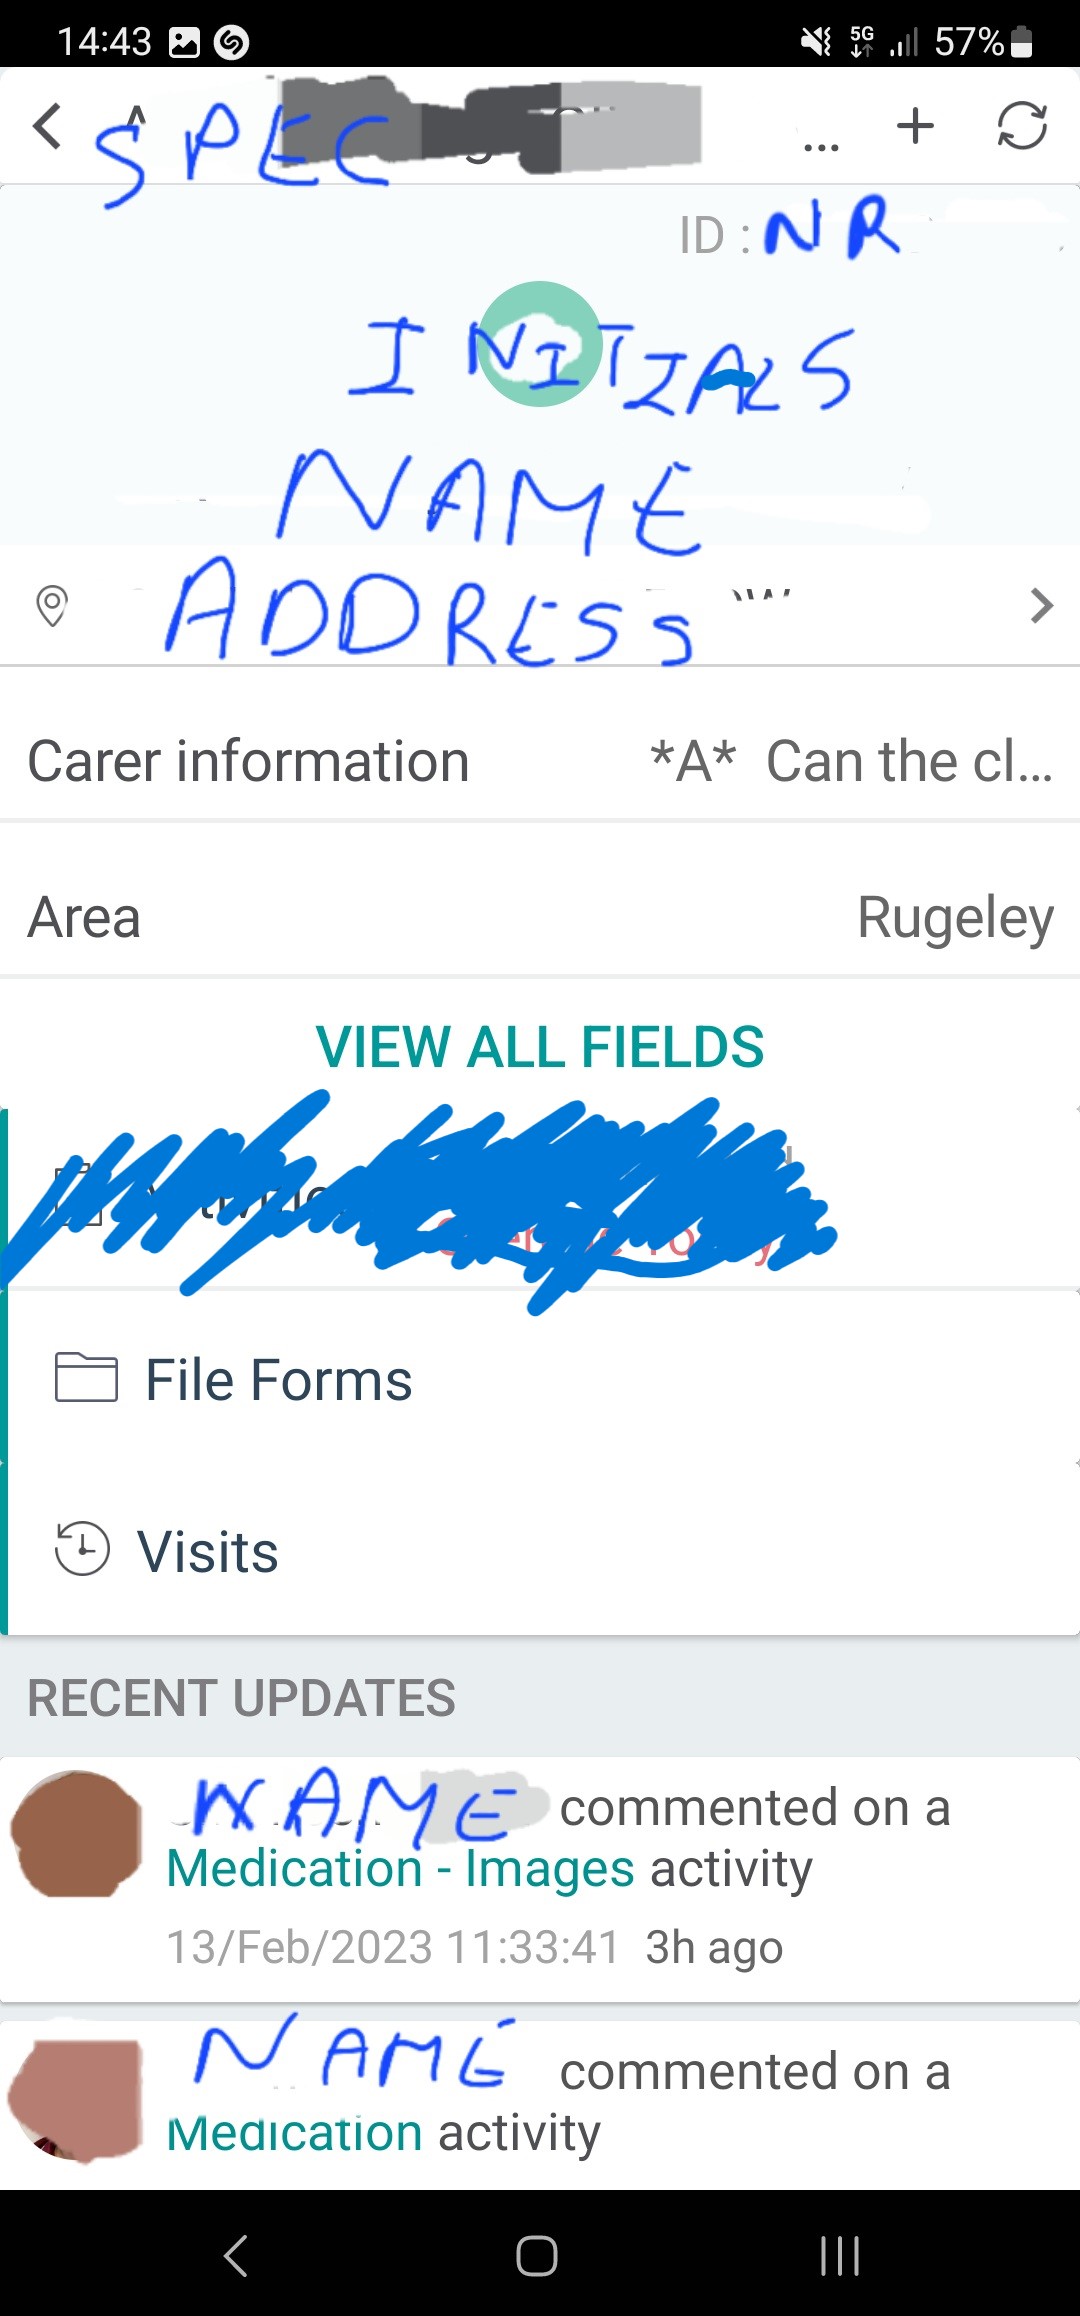 14:43 5G 57%
SPEC
ID : NR
INITIALS
NAME
ADDRESS
Carer information *A* Can the cl...
Area Rugeley
VIEW ALL FIELDS
File Forms
Visits
RECENT UPDATES
NAME commented on a
Medication - Images activity
13/Feb/2023 11:33:41 3h ago
NAME commented on a
Medication activity